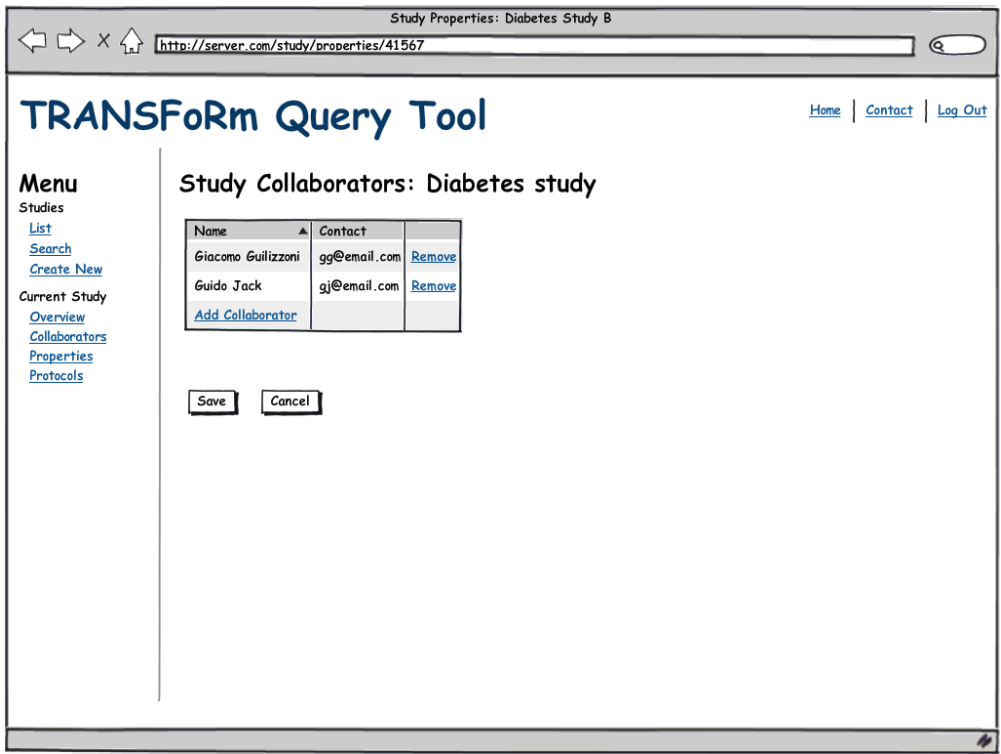 Study Properties: Diabetes Study B
http://server.com/study/properties/41567
TRANSFoRm Query Tool
Home Contact Log Out
Menu
Studies
List
Search
Create New
Current Study
Overview
Collaborators
Properties
Protocols
Study Collaborators: Diabetes study
Name Contact
Giacomo Guilizzoni gg@email.com Remove
Guido Jack gj@email.com Remove
Add Collaborator
Save Cancel